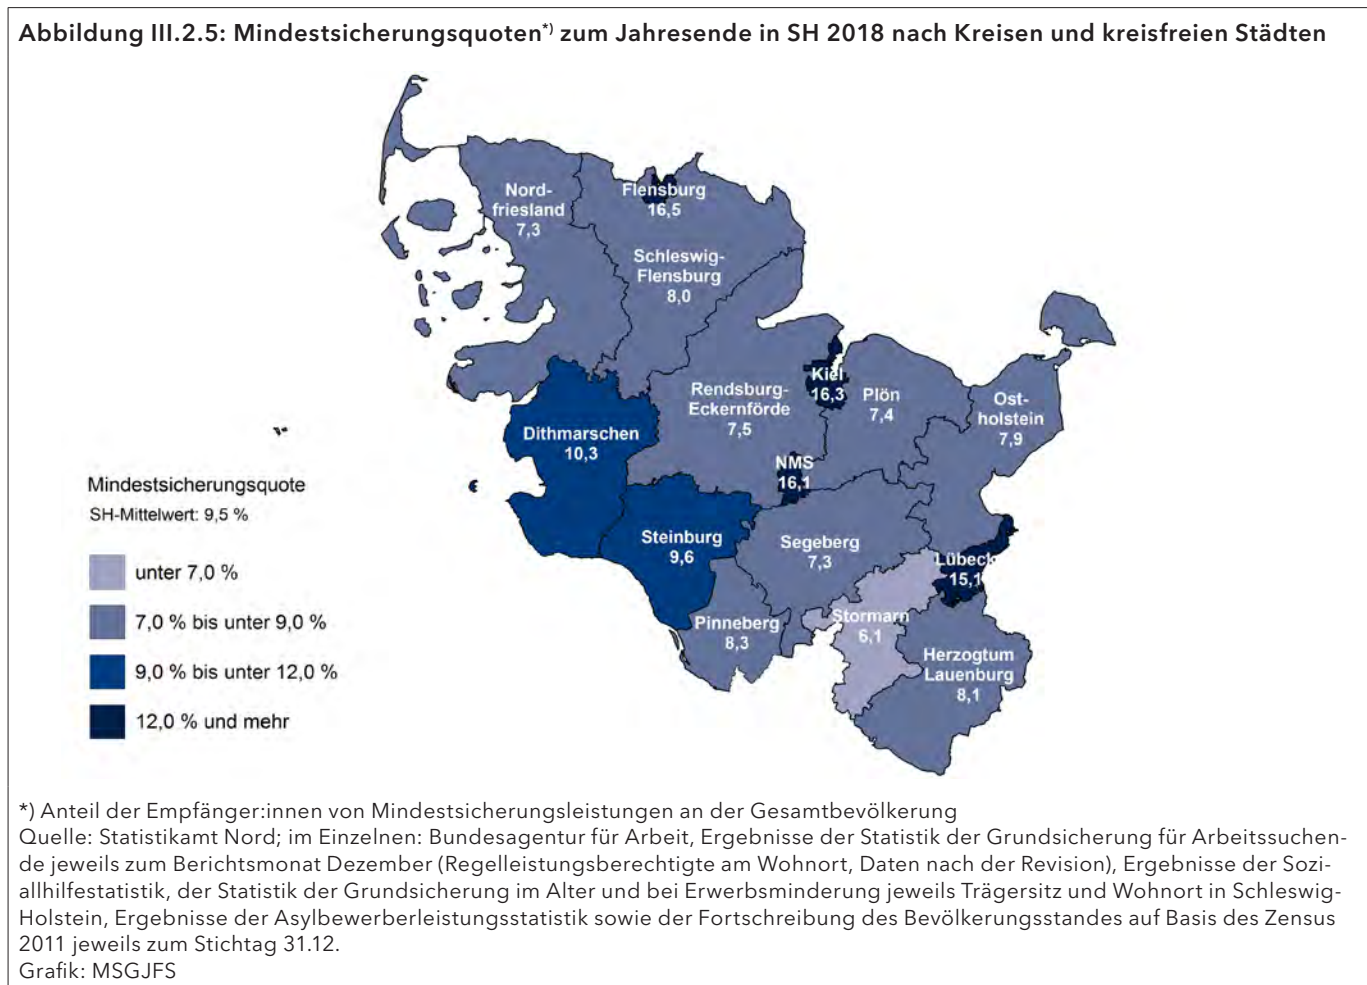 Abbildung III.2.5: Mindestsicherungsquoten*) zum Jahresende in SH 2018 nach Kreisen und kreisfreien Städten
Nord-
friesland
7,3
Flensburg
16,5
Schleswig-
Flensburg
8,0
Rendsburg-
Eckernförde
7,5
Kiel
16,3
Plön
7,4
Ost-
holstein
7,9
Dithmarschen
10,3
NMS
16,1
Steinburg
9,6
Segeberg
7,3
Lübeck
15,1
Pinneberg
8,3
Stormarn
6,1
Herzogtum
Lauenburg
8,1
Mindestsicherungsquote
SH-Mittelwert: 9,5 %
unter 7,0 %
7,0 % bis unter 9,0 %
9,0 % bis unter 12,0 %
12,0 % und mehr
*) Anteil der Empfänger:innen von Mindestsicherungsleistungen an der Gesamtbevölkerung
Quelle: Statistikamt Nord; im Einzelnen: Bundesagentur für Arbeit, Ergebnisse der Statistik der Grundsicherung für Arbeitssuchen-
de jeweils zum Berichtsmonat Dezember (Regelleistungsberechtigte am Wohnort, Daten nach der Revision), Ergebnisse der Sozi-
allhilfestatistik, der Statistik der Grundsicherung im Alter und bei Erwerbsminderung jeweils Trägersitz und Wohnort in Schleswig-
Holstein, Ergebnisse der Asylbewerberleistungsstatistik sowie der Fortschreibung des Bevölkerungsstandes auf Basis des Zensus
2011 jeweils zum Stichtag 31.12.
Grafik: MSGJFS